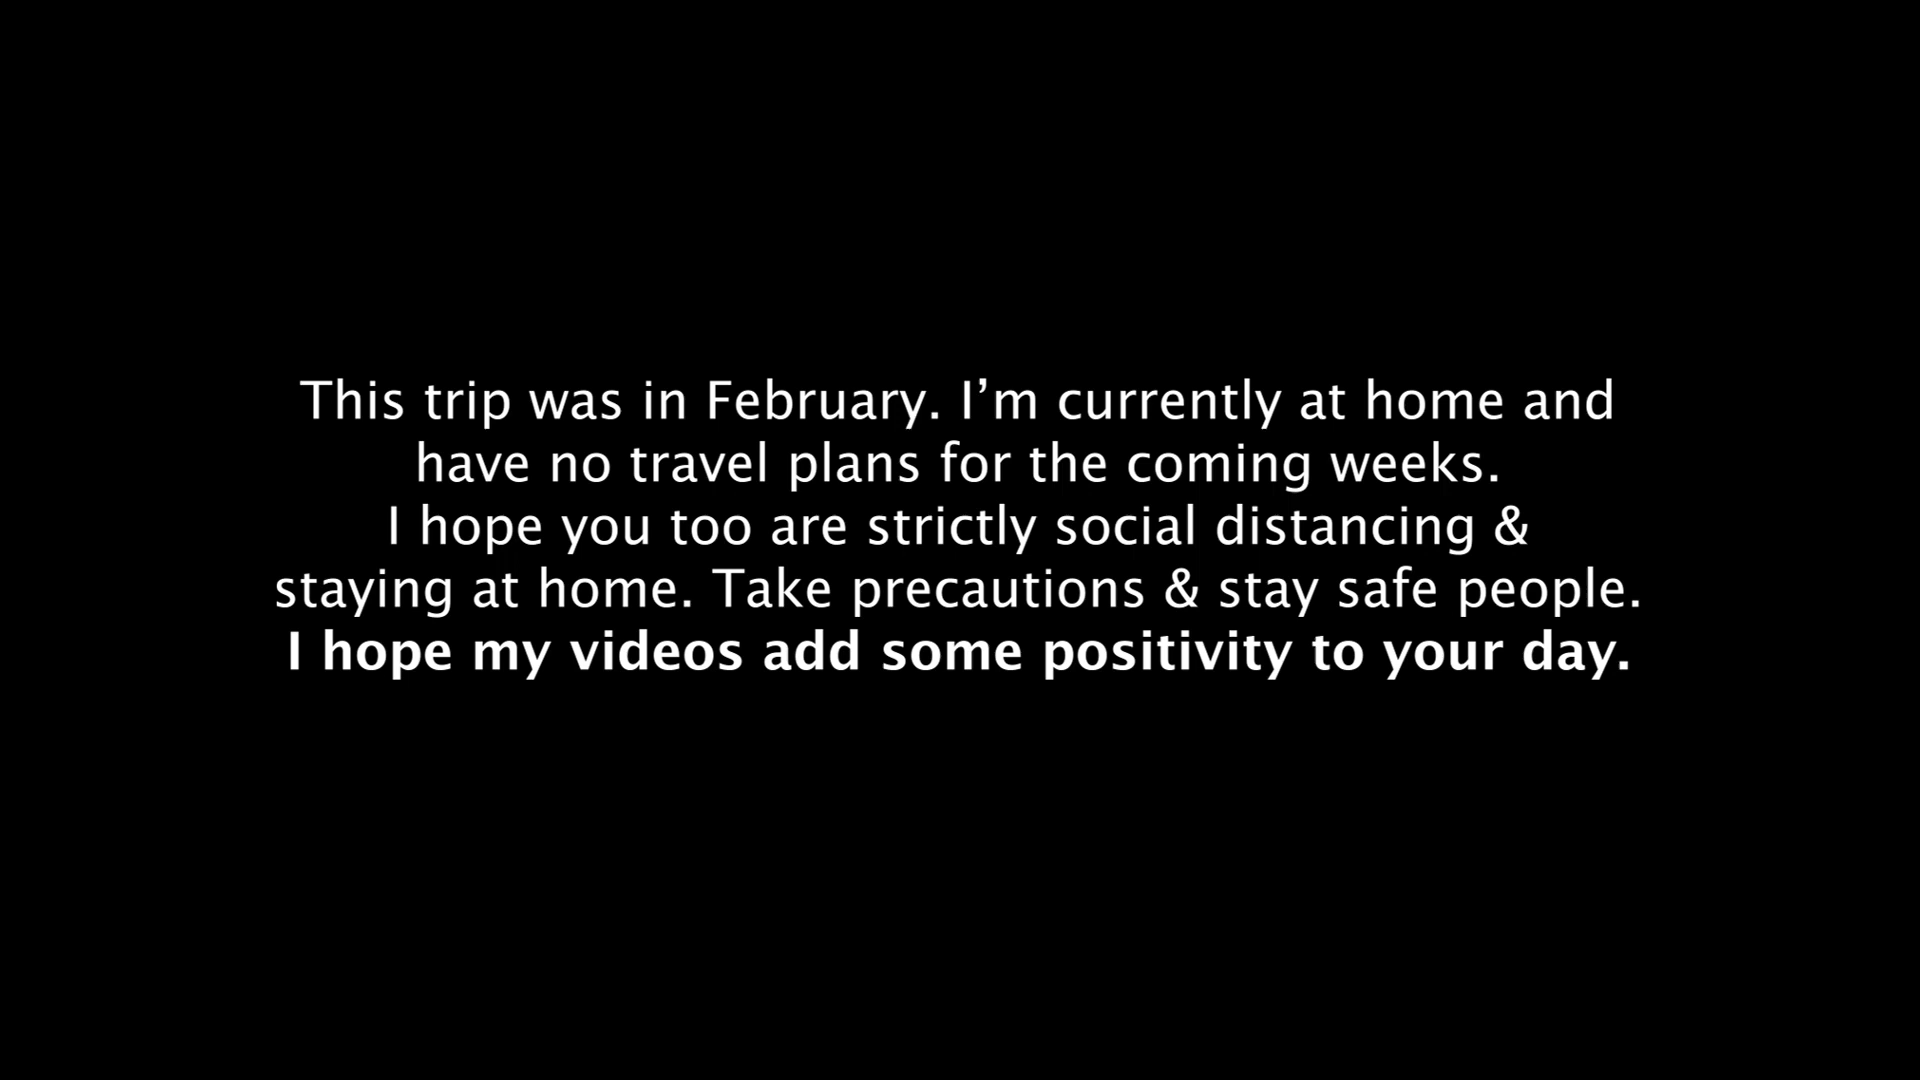 This trip was in February. I’m currently at home and
have no travel plans for the coming weeks.
I hope you too are strictly social distancing &
staying at home. Take precautions & stay safe people.
I hope my videos add some positivity to your day.